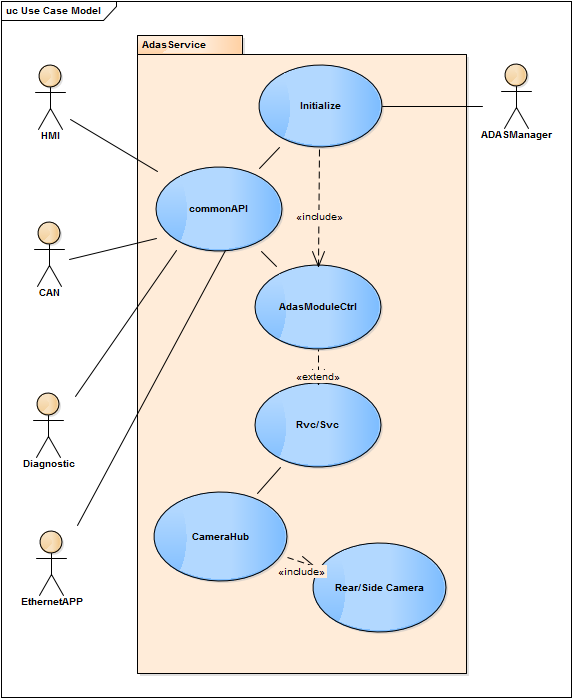 uc Use Case Model
AdasService
Initialize
HMI
ADASManager
commonAPI
«include»
CAN
AdasModuleCtrl
«extend»
Rvc/Svc
Diagnostic
CameraHub
«include»
Rear/Side Camera
EthernetAPP